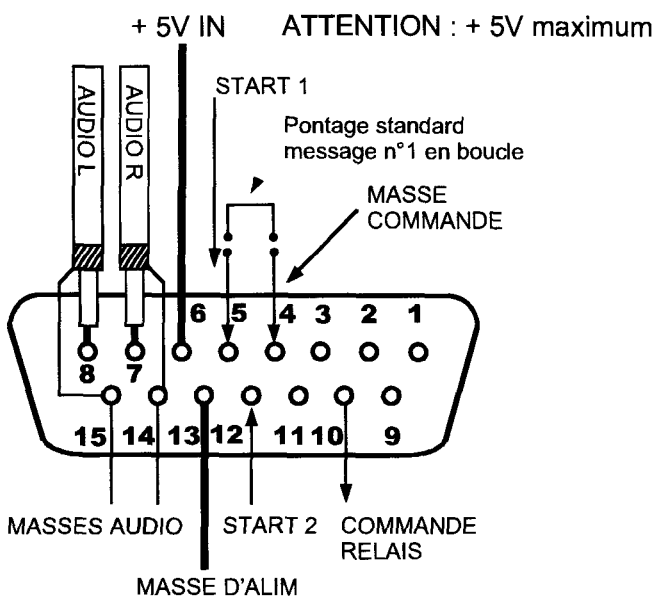 + 5V IN
ATTENTION : + 5V maximum
AUDIO L
AUDIO R
START 1
Pontage standard
message n°1 en boucle
MASSE
COMMANDE
6 5 4 3 2 1
8 7
15 14 13 12 11 10 9
MASSES AUDIO
START 2
COMMANDE
RELAIS
MASSE D'ALIM